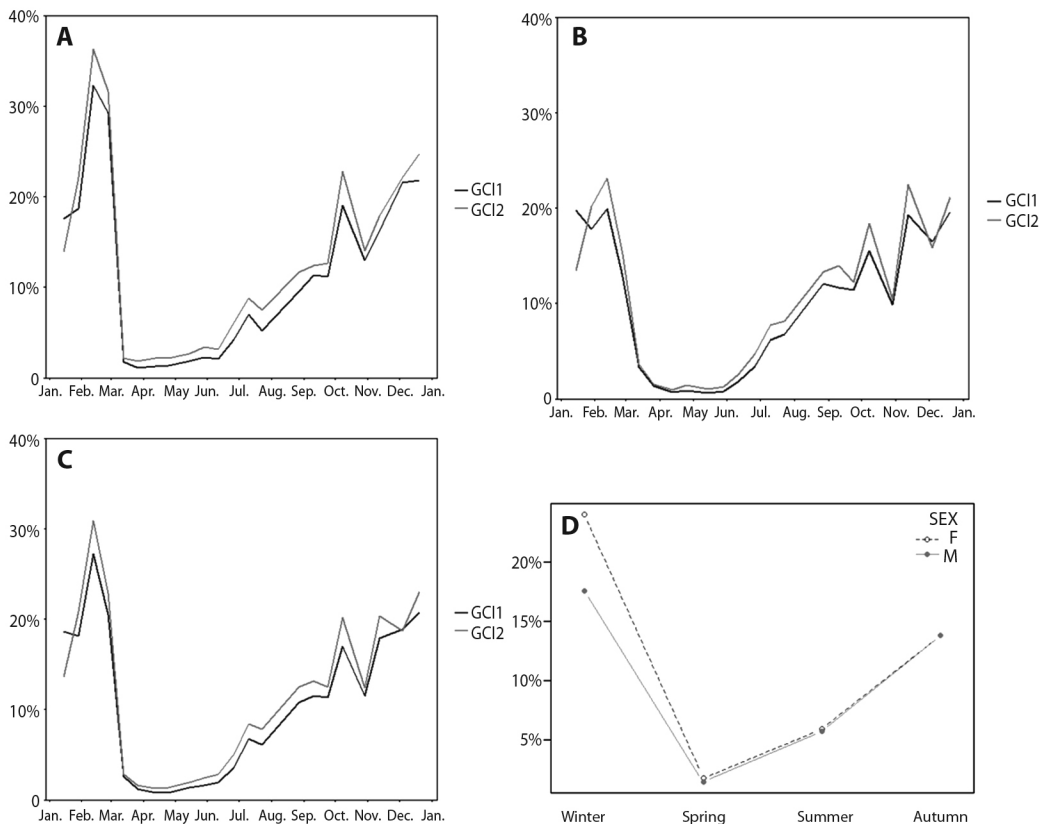 A
40%
30%
20%
10%
0
Jan. Feb. Mar. Apr. May Jun. Jul. Aug. Sep. Oct. Nov. Dec. Jan.
GCI1
GCI2
B
40%
30%
20%
10%
0
Jan. Feb. Mar. Apr. May Jun. Jul. Aug. Sep. Oct. Nov. Dec. Jan.
GCI1
GCI2
C
40%
30%
20%
10%
0
Jan. Feb. Mar. Apr. May Jun. Jul. Aug. Sep. Oct. Nov. Dec. Jan.
GCI1
GCI2
D
SEX
F
M
20%
15%
10%
5%
Winter Spring Summer Autumn